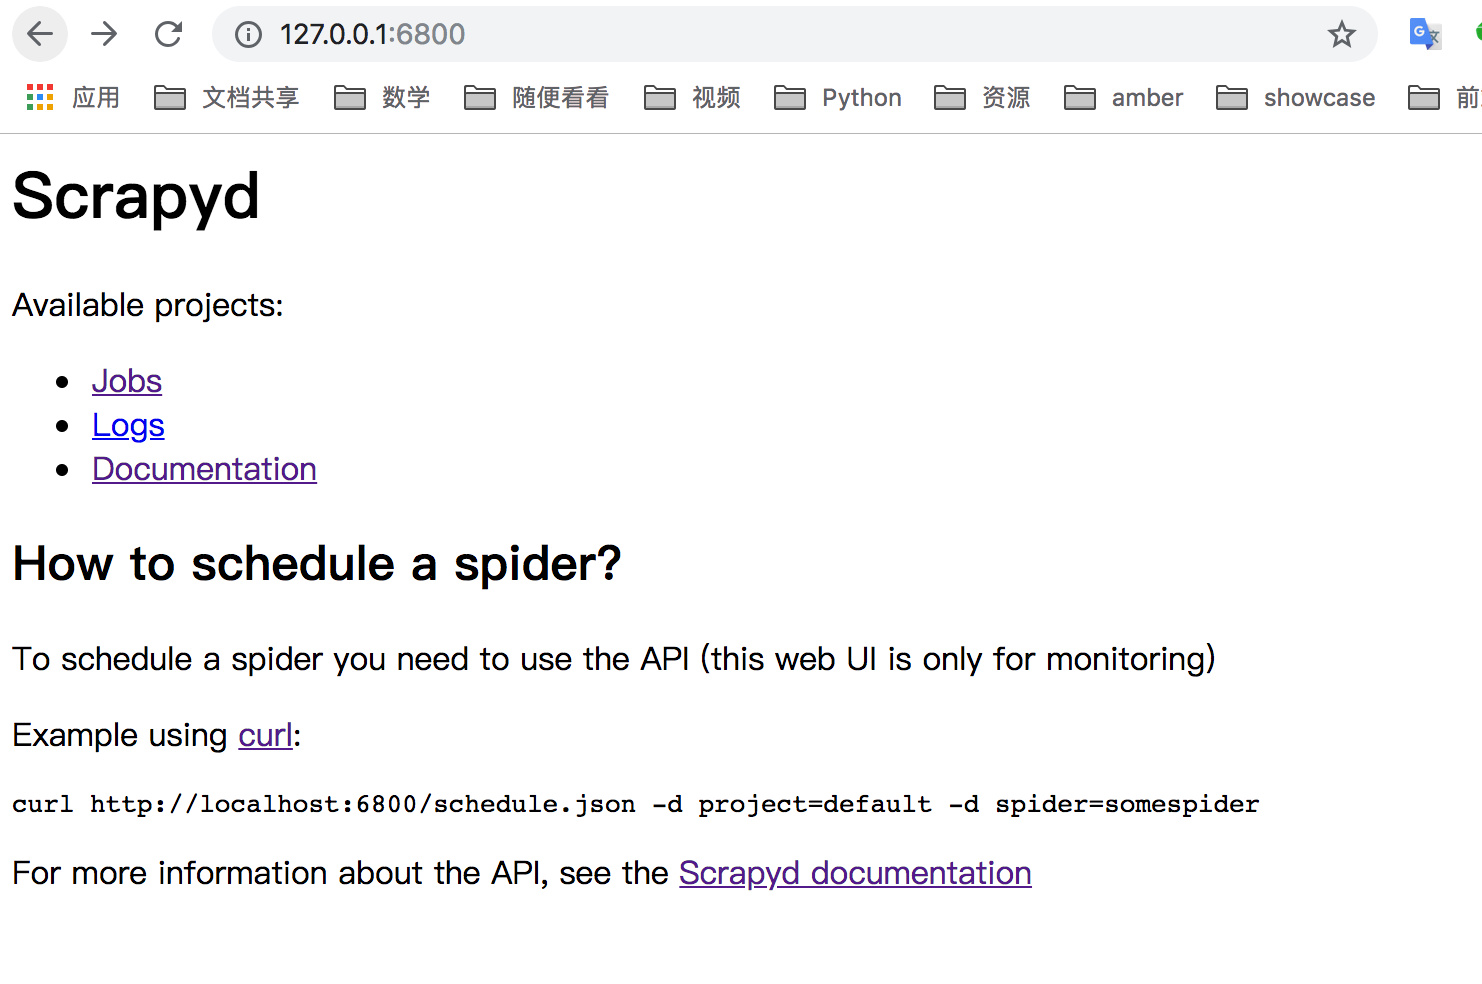 127.0.0.1:6800
应用 文档共享 数学 随便看看 视频 Python 资源 amber showcase 前
Scrapyd
Available projects:
Jobs
Logs
Documentation
How to schedule a spider?
To schedule a spider you need to use the API (this web UI is only for monitoring)
Example using curl:
curl http://localhost:6800/schedule.json -d project=default -d spider=somespider
For more information about the API, see the Scrapyd documentation